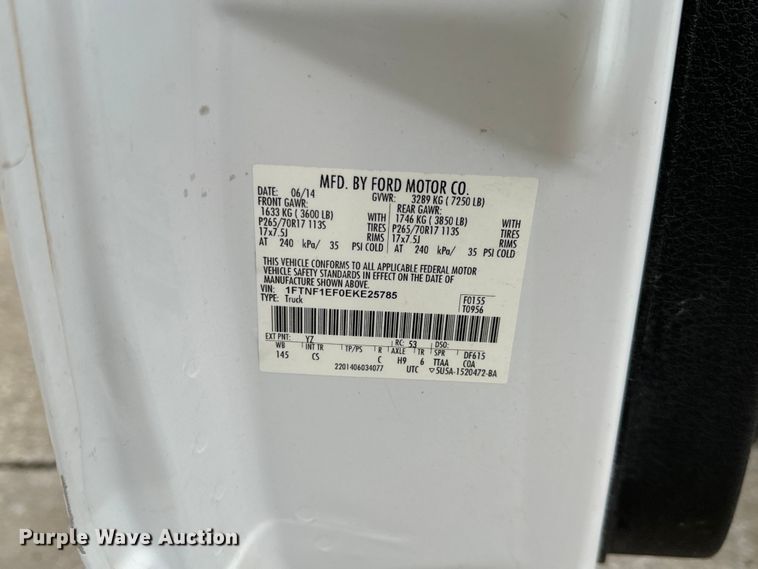 MFD. BY FORD MOTOR CO.
DATE: 06/14 GVWR: 3289 KG ( 7250 LB)
FRONT GAWR: REAR GAWR:
1633 KG ( 3600 LB) WITH 1746 KG ( 3850 LB) WITH
P265/70R17 113S TIRES P265/70R17 113S TIRES
17x7.5J RIMS 17x7.5J RIMS
AT 240 kPa/ 35 PSI COLD AT 240 kPa/ 35 PSI COLD
THIS VEHICLE CONFORMS TO ALL APPLICABLE FEDERAL MOTOR
VEHICLE SAFETY STANDARDS IN EFFECT ON THE DATE OF
MANUFACTURE SHOWN ABOVE.
VIN: 1FTNF1EF0EKE25785 F0155
TYPE: Truck T0956
EXT PNT: YZ RC: 53 DSO:
WB INT TR TP/PS R AXLE TR SPR DF615
145 CS C H9 6 TTAA COA
2201406034077 UTC ▽5U5A-1520472-BA
Purple Wave Auction